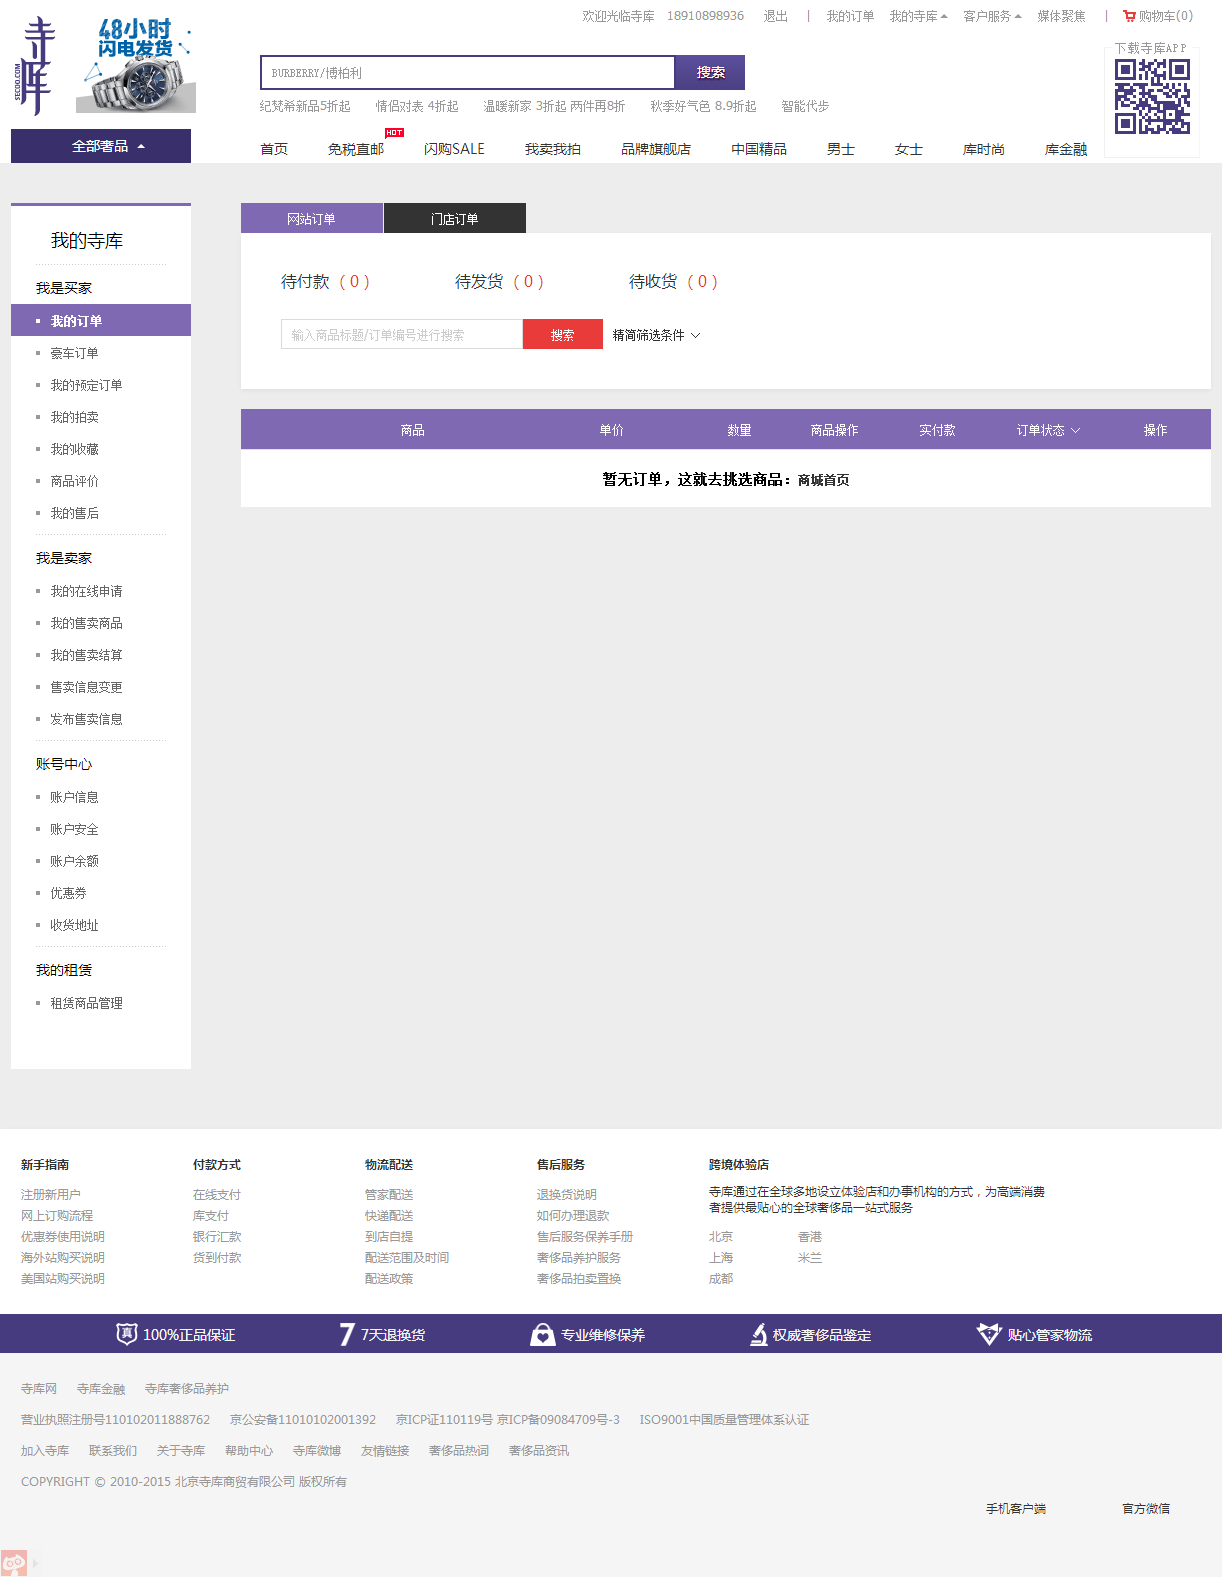 欢迎光临寺库 18910898936 退出 | 我的订单 我的寺库 客户服务 媒体聚焦 | 购物车(0)
寺库
SECOO.COM
48小时
闪电发货
下载寺库APP
BURBERRY/博柏利 搜索
纪梵希新品5折起 情侣对表 4折起 温暖新家 3折起 两件再8折 秋季好气色 8.9折起 智能代步
全部奢品
HOT
首页 免税直邮 闪购SALE 我卖我拍 品牌旗舰店 中国精品 男士 女士 库时尚 库金融
我的寺库
我是买家
我的订单
豪车订单
我的预定订单
我的拍卖
我的收藏
商品评价
我的售后
我是卖家
我的在线申请
我的售卖商品
我的售卖结算
售卖信息变更
发布售卖信息
账号中心
账户信息
账户安全
账户余额
优惠券
收货地址
我的租赁
租赁商品管理
网站订单 门店订单
待付款（0） 待发货（0） 待收货（0）
输入商品标题/订单编号进行搜索 搜索 精简筛选条件
商品 单价 数量 商品操作 实付款 订单状态 操作
暂无订单，这就去挑选商品：商城首页
新手指南
注册新用户
网上订购流程
优惠券使用说明
海外站购买说明
美国站购买说明
付款方式
在线支付
库支付
银行汇款
货到付款
物流配送
管家配送
快递配送
到店自提
配送范围及时间
配送政策
售后服务
退换货说明
如何办理退款
售后服务保养手册
奢侈品养护服务
奢侈品拍卖置换
跨境体验店
寺库通过在全球多地设立体验店和办事机构的方式，为高端消费
者提供最贴心的全球奢侈品一站式服务
北京 香港
上海 米兰
成都
真 100%正品保证 7 7天退换货 专业维修保养 权威奢侈品鉴定 贴心管家物流
寺库网 寺库金融 寺库奢侈品养护
营业执照注册号110102011888762 京公安备11010102001392 京ICP证110119号 京ICP备09084709号-3 ISO9001中国质量管理体系认证
加入寺库 联系我们 关于寺库 帮助中心 寺库微博 友情链接 奢侈品热词 奢侈品资讯
COPYRIGHT © 2010-2015 北京寺库商贸有限公司 版权所有
手机客户端 官方微信